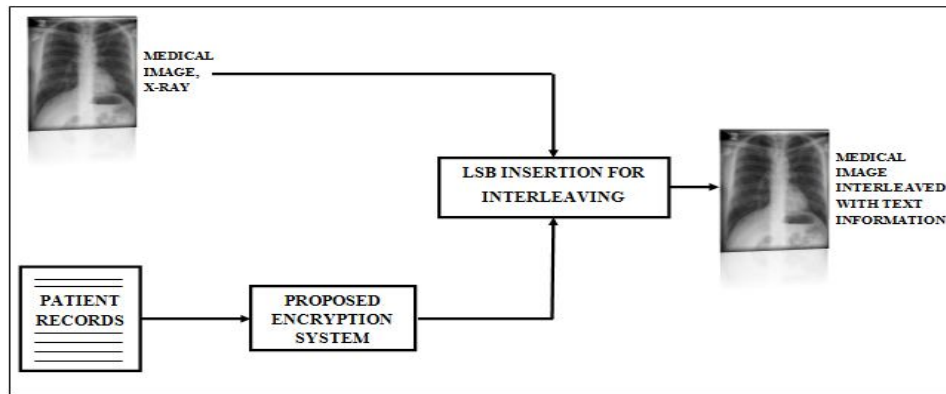 MEDICAL
IMAGE,
X-RAY
LSB INSERTION FOR
INTERLEAVING
MEDICAL
IMAGE
INTERLEAVED
WITH TEXT
INFORMATION
PATIENT
RECORDS
PROPOSED
ENCRYPTION
SYSTEM